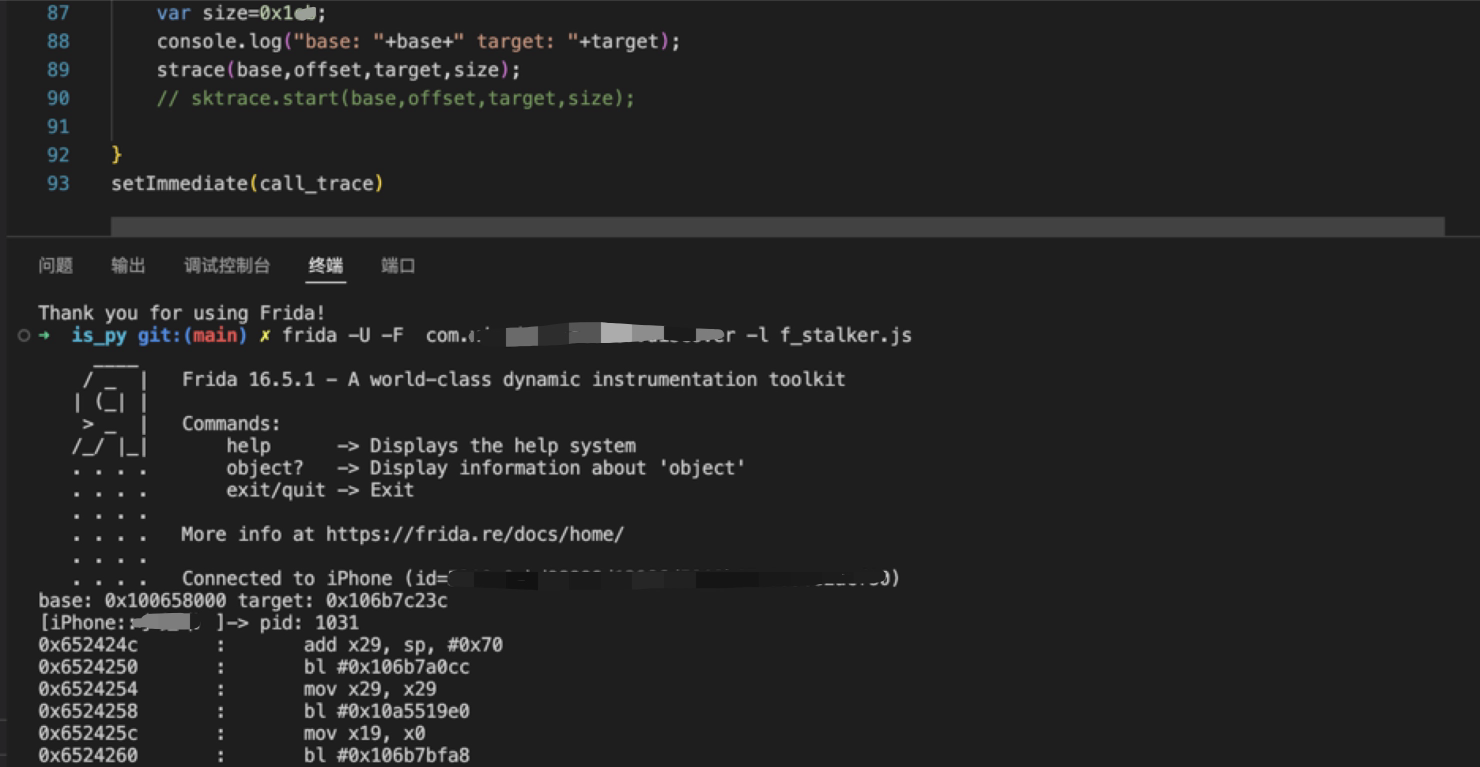 87 var size=0x1
88 console.log("base: "+base+" target: "+target);
89 strace(base,offset,target,size);
90 // sktrace.start(base,offset,target,size);
91
92 }
93 setImmediate(call_trace)
问题 输出 调试控制台 终端 端口
Thank you for using Frida!
○ → is_py git:(main) ✗ frida -U -F com. r -l f_stalker.js
____
/ _ | Frida 16.5.1 - A world-class dynamic instrumentation toolkit
| (_| |
> _ | Commands:
/_/ |_| help -> Displays the help system
. . . . object? -> Display information about 'object'
. . . . exit/quit -> Exit
. . . .
. . . . More info at https://frida.re/docs/home/
. . . .
. . . . Connected to iPhone (id= )
base: 0x100658000 target: 0x106b7c23c
[iPhone:: ]-> pid: 1031
0x652424c : add x29, sp, #0x70
0x6524250 : bl #0x106b7a0cc
0x6524254 : mov x29, x29
0x6524258 : bl #0x10a5519e0
0x652425c : mov x19, x0
0x6524260 : bl #0x106b7bfa8